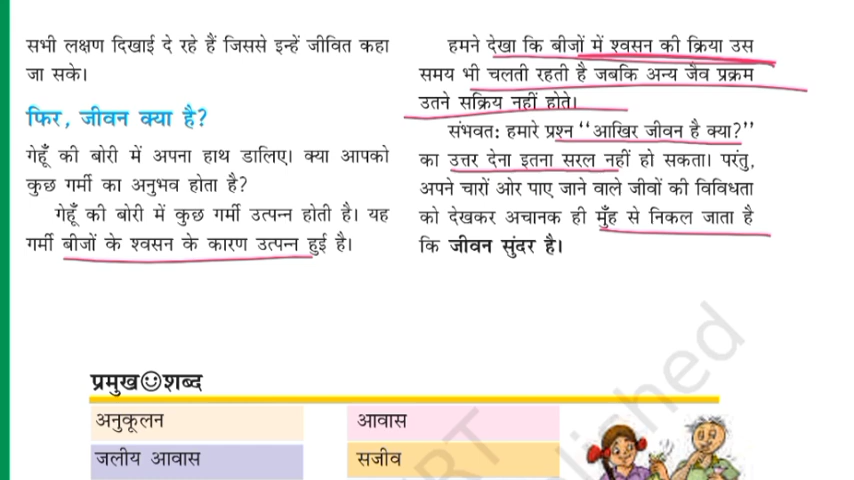 सभी लक्षण दिखाई दे रहे हैं जिससे इन्हें जीवित कहा
जा सके।
फिर, जीवन क्या है?
गेहूँ की बोरी में अपना हाथ डालिए। क्या आपको
कुछ गर्मी का अनुभव होता है?
गेहूँ की बोरी में कुछ गर्मी उत्पन्न होती है। यह
गर्मी बीजों के श्वसन के कारण उत्पन्न हुई है।
हमने देखा कि बीजों में श्वसन की क्रिया उस
समय भी चलती रहती है जबकि अन्य जैव प्रक्रम
उतने सक्रिय नहीं होते।
संभवत: हमारे प्रश्न ‘‘आखिर जीवन है क्या?’’
का उत्तर देना इतना सरल नहीं हो सकता। परंतु,
अपने चारों ओर पाए जाने वाले जीवों की विविधता
को देखकर अचानक ही मुँह से निकल जाता है
कि जीवन सुंदर है।
प्रमुख शब्द
अनुकूलन
आवास
जलीय आवास
सजीव